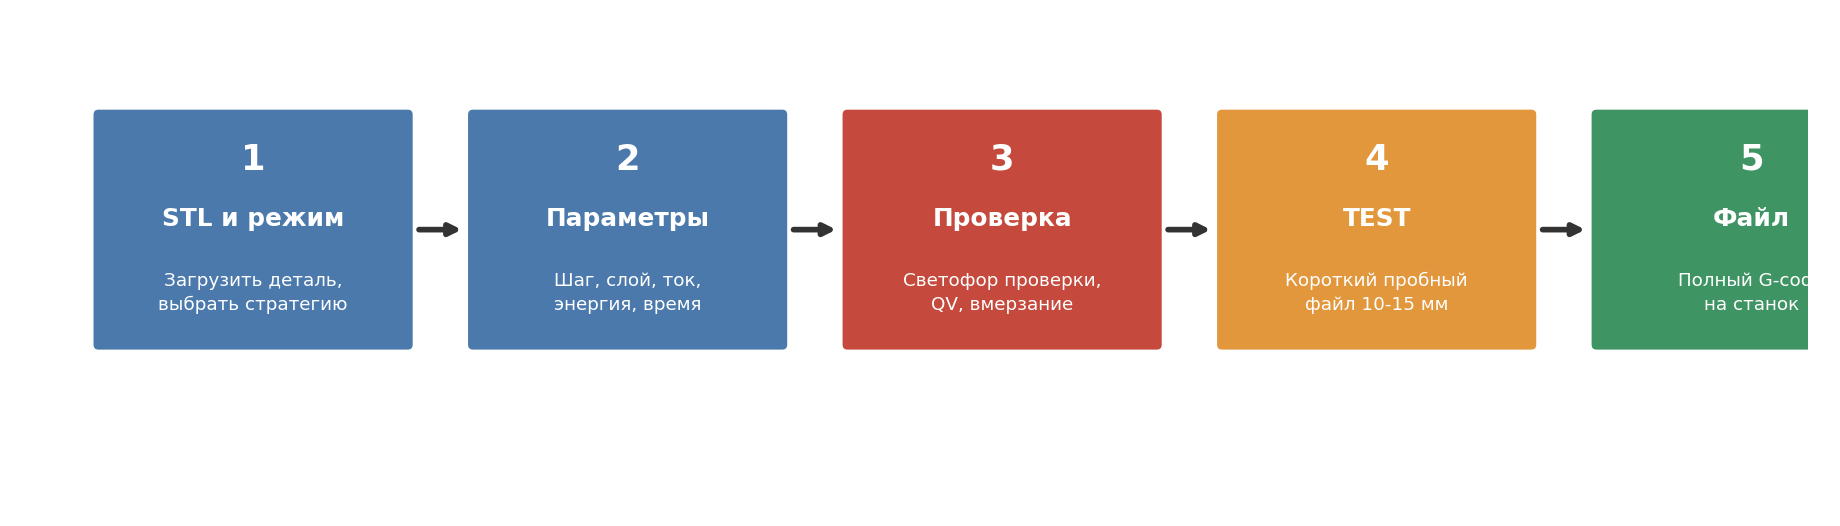 1
STL и режим
Загрузить деталь,
выбрать стратегию
2
Параметры
Шаг, слой, ток,
энергия, время
3
Проверка
Светофор проверки,
QV, вмерзание
4
TEST
Короткий пробный
файл 10-15 мм
5
Файл
Полный
на станок